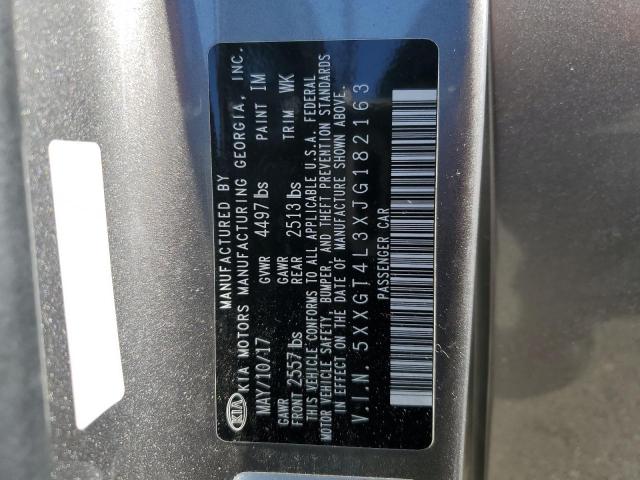 MANUFACTURED BY
KIA KIA MOTORS MANUFACTURING GEORGIA, INC.
MAY/10/17 GVWR 4497 lbs PAINT IM
GAWR GAWR TRIM WK
FRONT 2557 lbs REAR 2513 lbs
THIS VEHICLE CONFORMS TO ALL APPLICABLE U.S.A. FEDERAL
MOTOR VEHICLE SAFETY, BUMPER, AND THEFT PREVENTION STANDARDS
IN EFFECT ON THE DATE OF MANUFACTURE SHOWN ABOVE.
V.I.N. 5XXGT4L3XJG182163
PASSENGER CAR